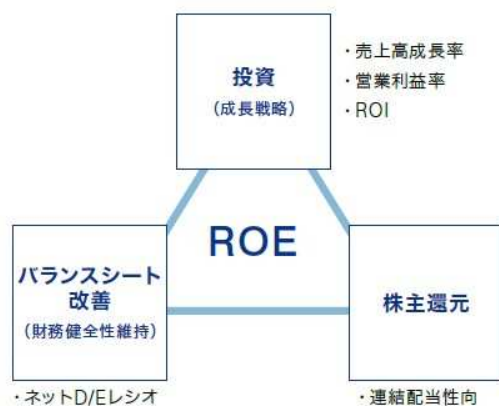 投資
(成長戦略)
・売上高成長率
・営業利益率
・ROI
ROE
バランスシート
改善
(財務健全性維持)
・ネットD/Eレシオ
株主還元
・連結配当性向